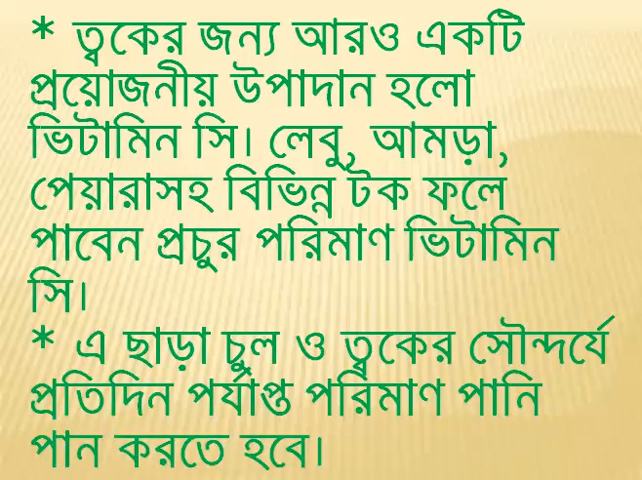 * ত্বকের জন্য আরও একটি
প্রয়োজনীয় উপাদান হলো
ভিটামিন সি। লেবু, আমড়া,
পেয়ারাসহ বিভিন্ন টক ফলে
পাবেন প্রচুর পরিমাণ ভিটামিন
সি।
* এ ছাড়া চুল ও ত্বকের সৌন্দর্যে
প্রতিদিন পর্যাপ্ত পরিমাণ পানি
পান করতে হবে।